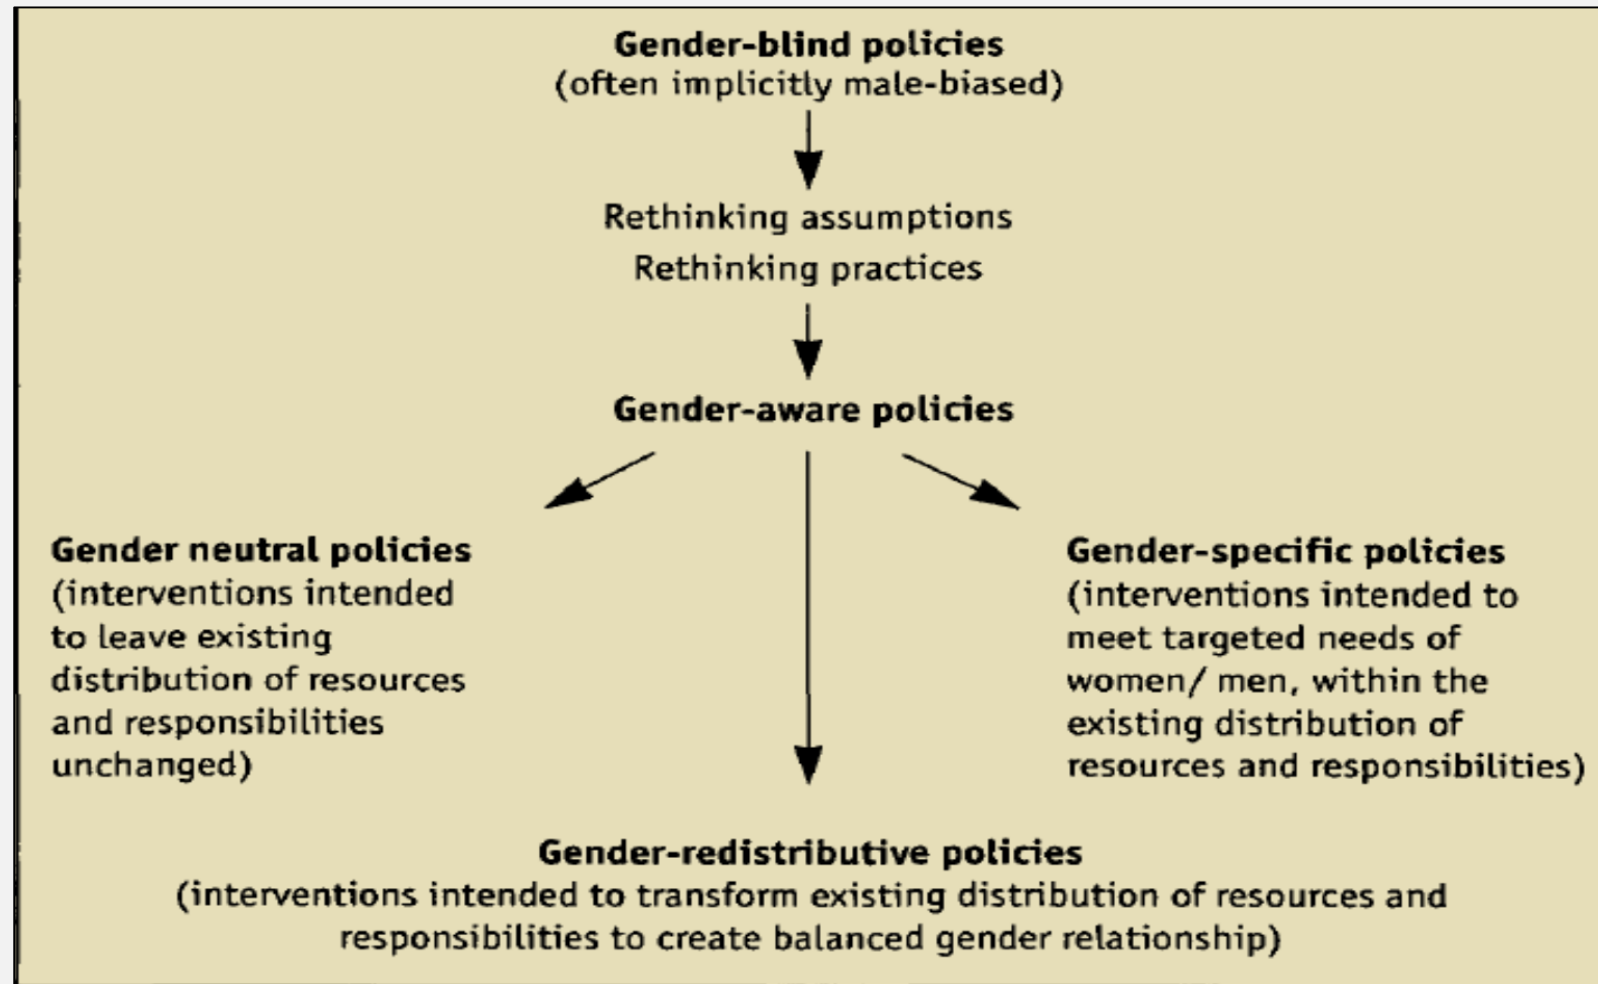 Gender-blind policies
(often implicitly male-biased)
Rethinking assumptions
Rethinking practices
Gender-aware policies
Gender neutral policies
(interventions intended
to leave existing
distribution of resources
and responsibilities
unchanged)
Gender-specific policies
(interventions intended to
meet targeted needs of
women/ men, within the
existing distribution of
resources and responsibilities)
Gender-redistributive policies
(interventions intended to transform existing distribution of resources and
responsibilities to create balanced gender relationship)